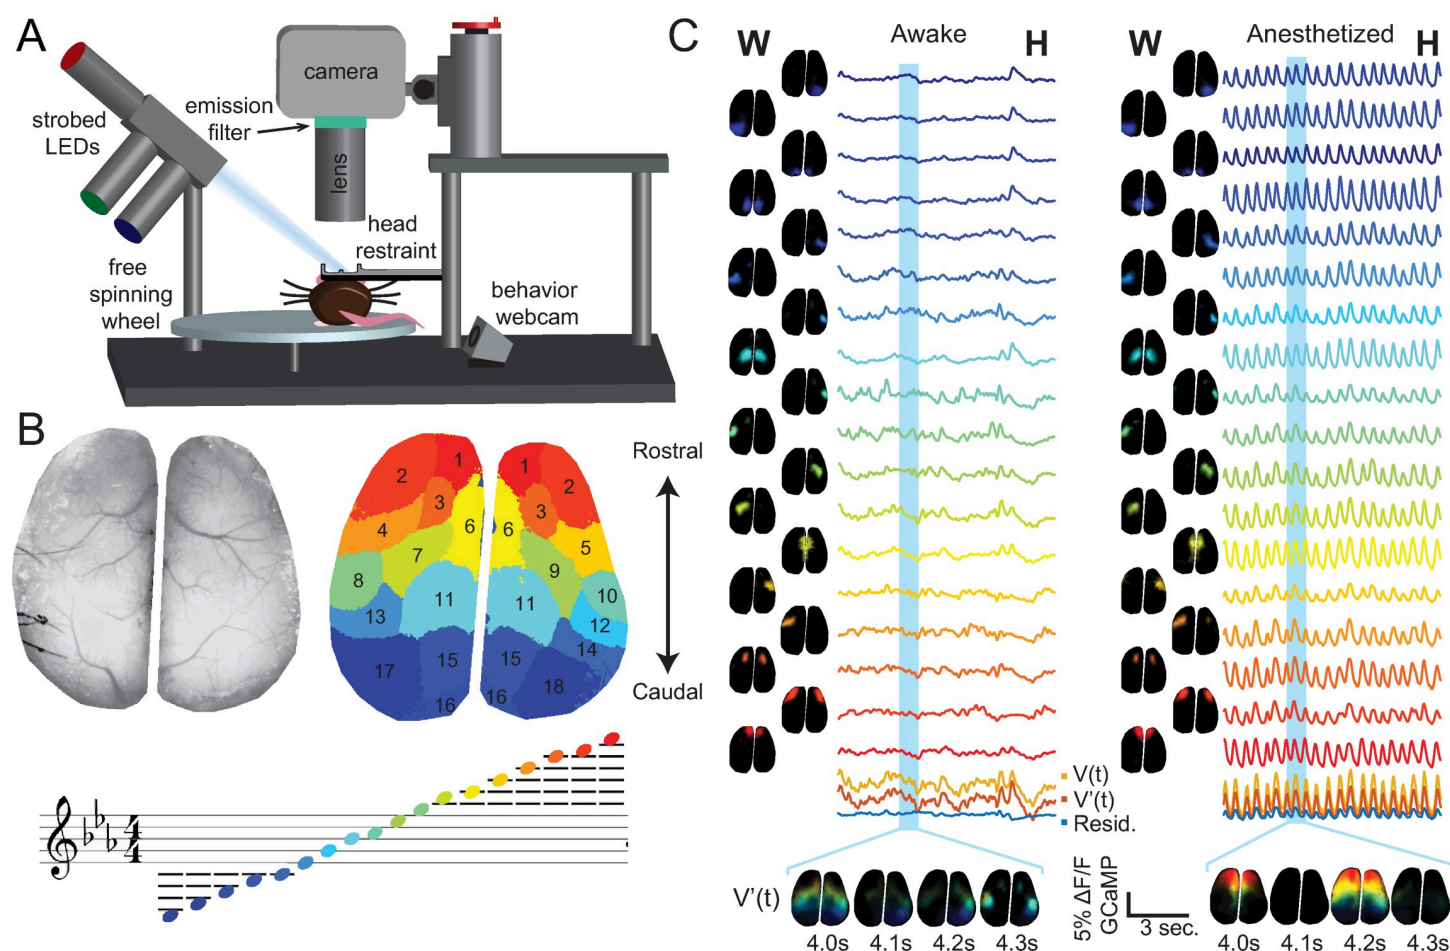 A
camera
emission
filter
strobed
LEDs
lens
head
restraint
free
spinning
wheel
behavior
webcam
B
1
1
2
2
3
3
4
5
6
6
7
8
9
10
11
11
12
13
14
15
15
16
16
17
18
Rostral
Caudal
4
4
C
W
Awake
H
V(t)
V'(t)
Resid.
V'(t)
4.0s
4.1s
4.2s
4.3s
W
Anesthetized
H
5% ΔF/F
GCaMP
3 sec.
4.0s
4.1s
4.2s
4.3s